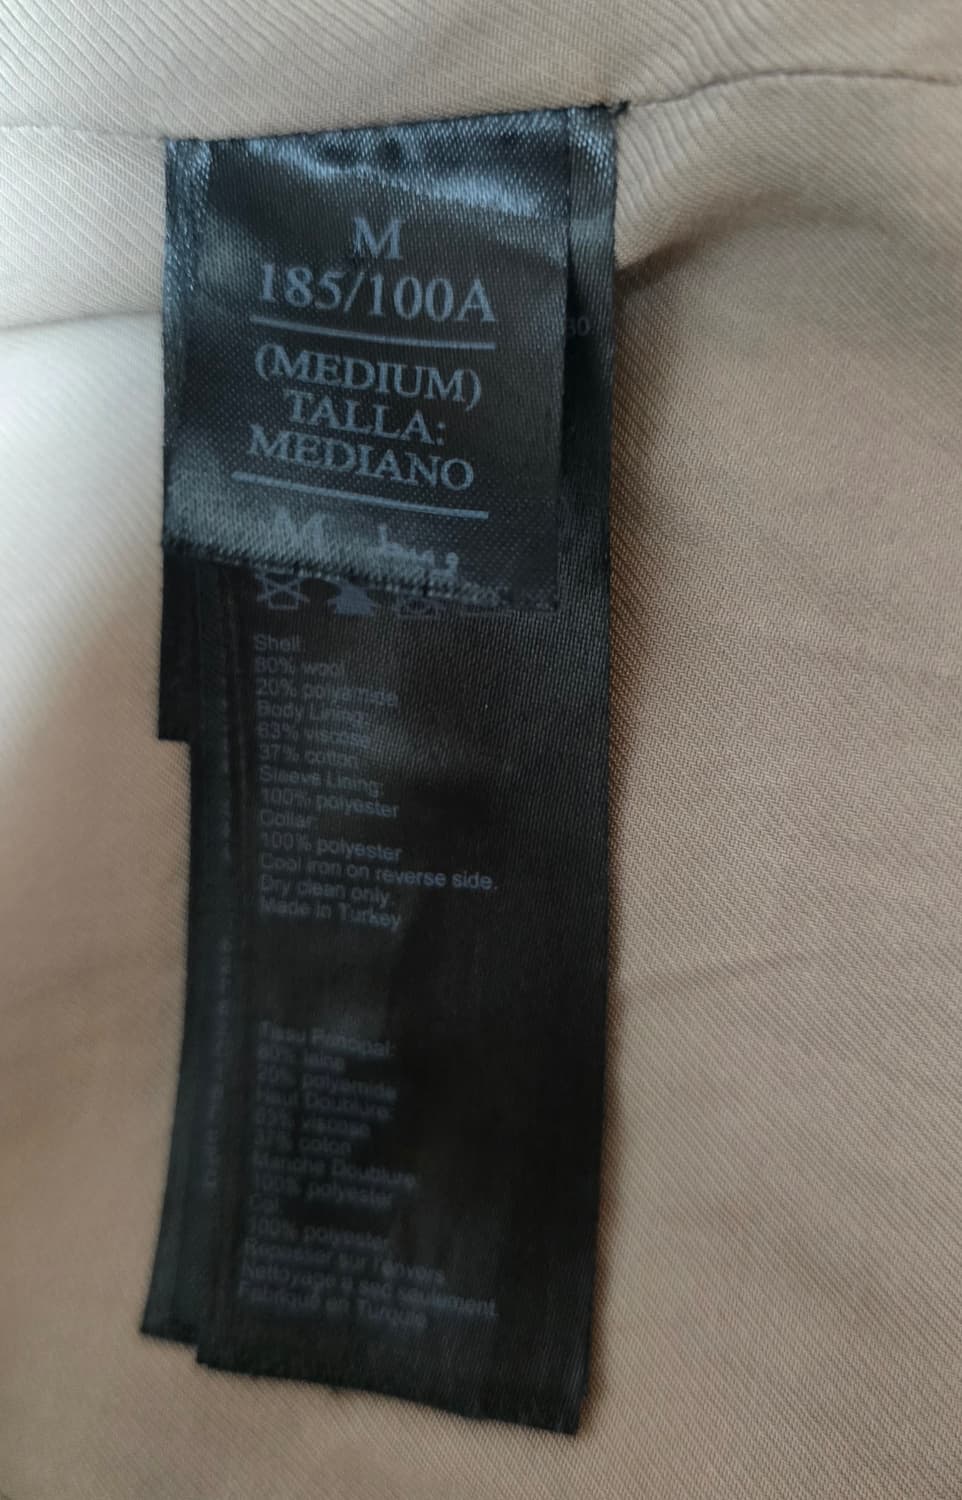 M
185/100A
(MEDIUM)
TALLA:
MEDIANO
M وسط
Shell:
80% wool
20% polyamide
Body Lining:
63% viscose
37% cotton
Sleeve Lining:
100% polyester
Collar:
100% polyester
Cool iron on reverse side.
Dry clean only.
Made in Turkey
Tissu Principal:
80% laine
20% polyamide
Haut Doublure:
63% viscose
37% coton
Manche Doublure:
100% polyester
Col:
100% polyester
Repasser sur l'envers
Nettoyage a sec seulement.
Fabrique en Turquie